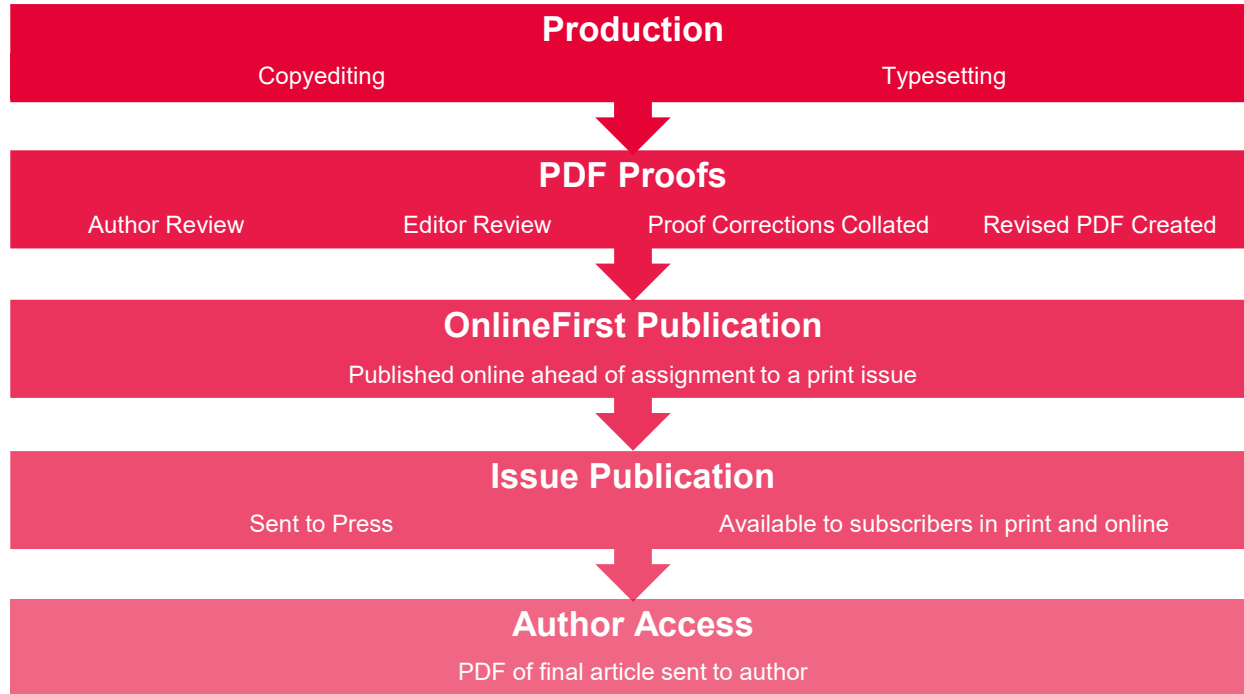 Production
Copyediting Typesetting
PDF Proofs
Author Review Editor Review Proof Corrections Collated Revised PDF Created
OnlineFirst Publication
Published online ahead of assignment to a print issue
Issue Publication
Sent to Press Available to subscribers in print and online
Author Access
PDF of final article sent to author